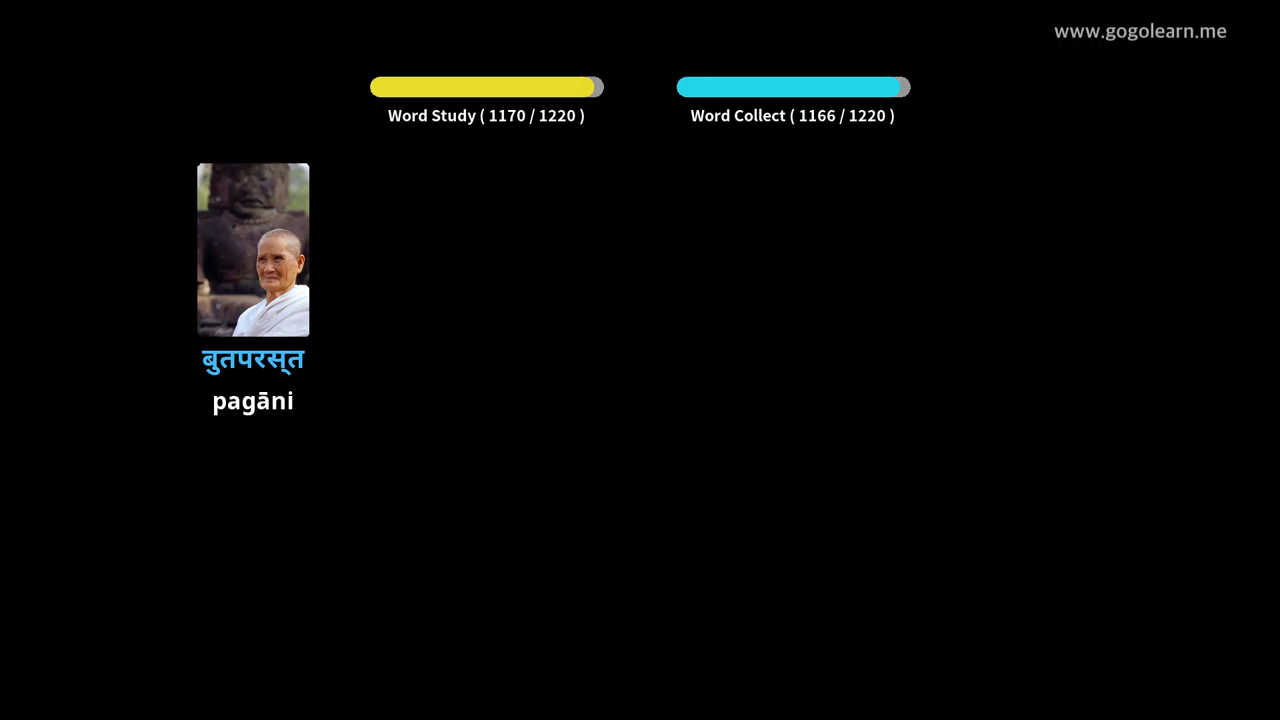 www.gogolearn.me
Word Study ( 1170 / 1220 )
Word Collect ( 1166 / 1220 )
बुतपरस्त
pagāni